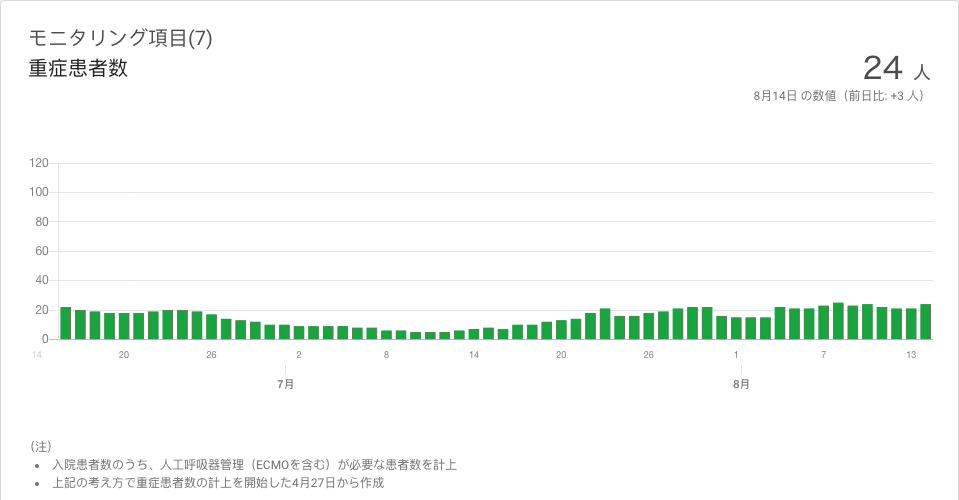 モニタリング項目(7)
重症患者数
24 人
8月14日 の数値（前日比: +3 人）
120
100
80
60
40
20
0
14 20 26 2 8 14 20 26 1 7 13
7月 8月
（注）
• 入院患者数のうち、人工呼吸器管理（ECMOを含む）が必要な患者数を計上
• 上記の考え方で重症患者数の計上を開始した4月27日から作成